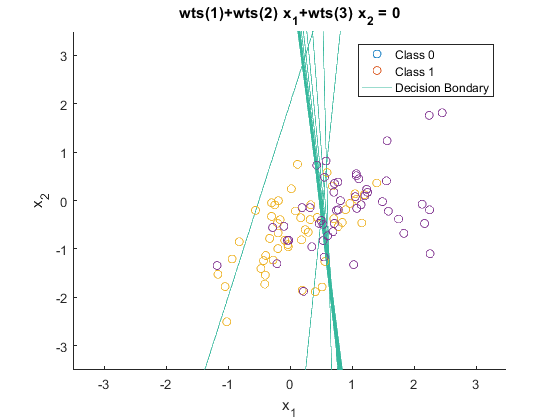 wts(1)+wts(2) x₁+wts(3) x₂ = 0
Class 0
Class 1
Decision Bondary
3
2
1
0
-1
-2
-3
x₂
-3
-2
-1
0
1
2
3
x₁